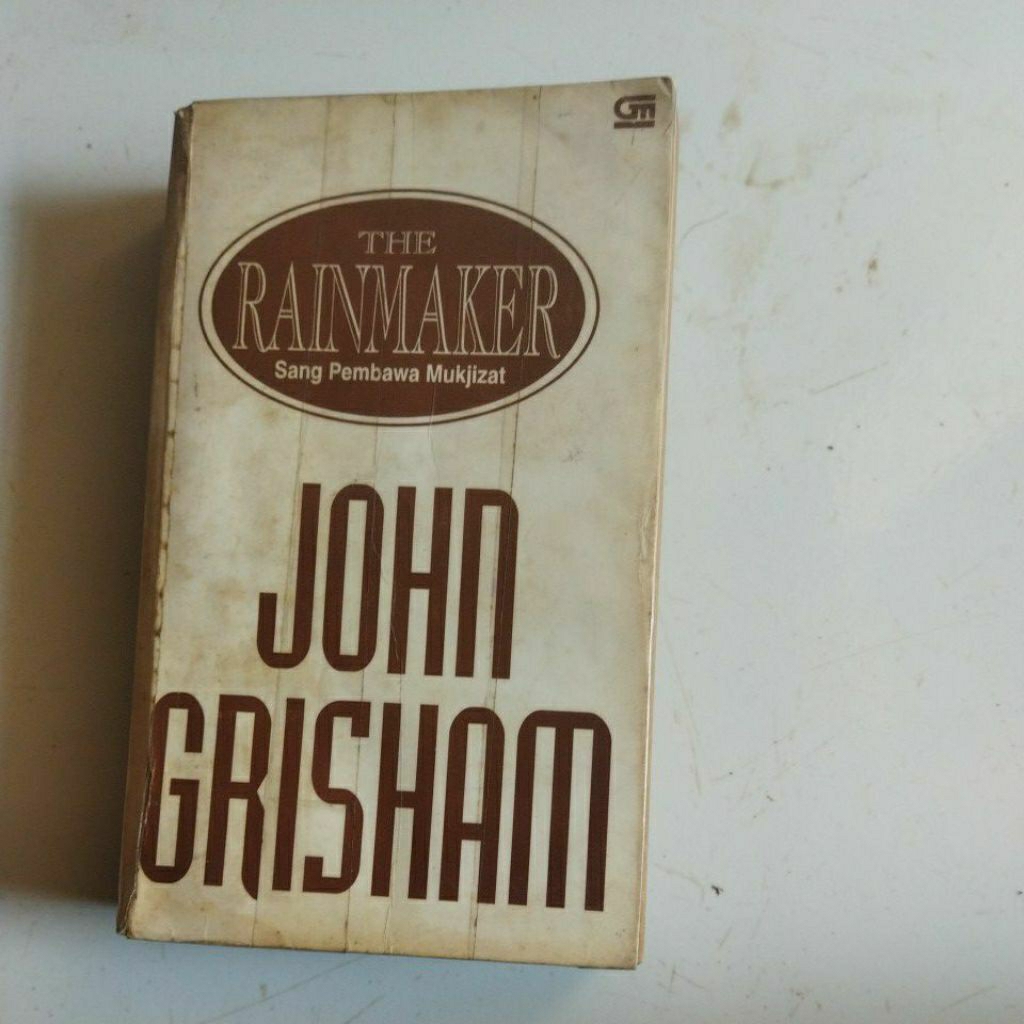 THE
RAINMAKER
Sang Pembawa Mukjizat
JOHN
GRISHAM